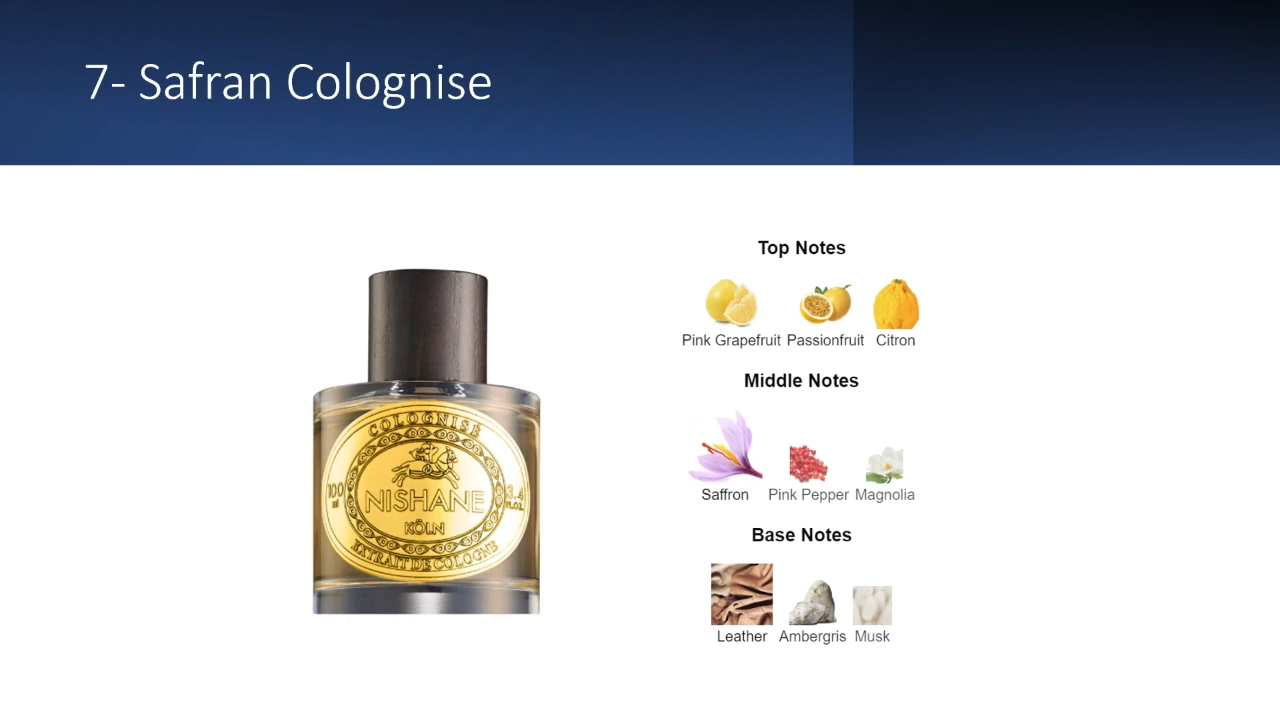 7- Safran Colognise
COLOGNISÉ
100
ml
NISHANE
3.4
FL.OZ.
KÖLN
EXTRAIT DE COLOGNE
Top Notes
Pink Grapefruit Passionfruit Citron
Middle Notes
Saffron Pink Pepper Magnolia
Base Notes
Leather Ambergris Musk